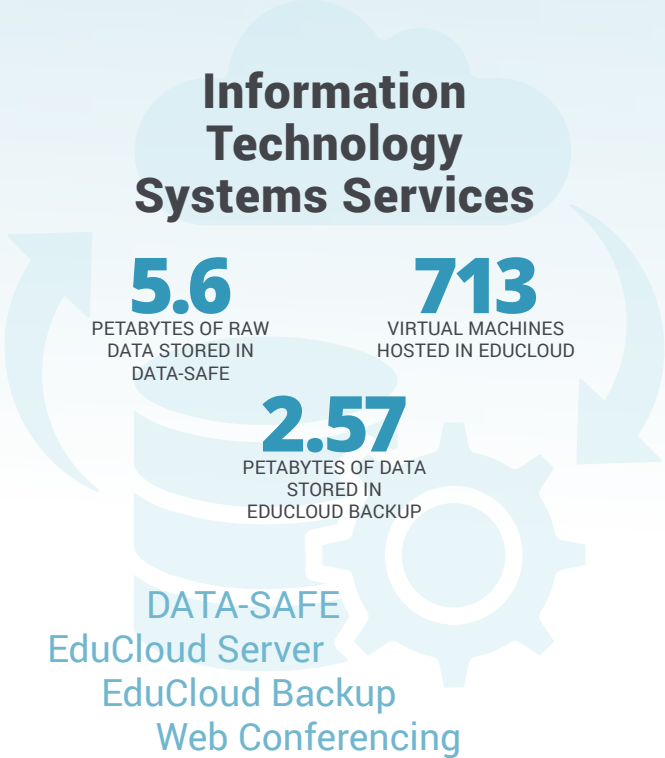 Information
Technology
Systems Services
5.6
PETABYTES OF RAW
DATA STORED IN
DATA-SAFE
713
VIRTUAL MACHINES
HOSTED IN EDUCLOUD
2.57
PETABYTES OF DATA
STORED IN
EDUCLOUD BACKUP
DATA-SAFE
EduCloud Server
EduCloud Backup
Web Conferencing